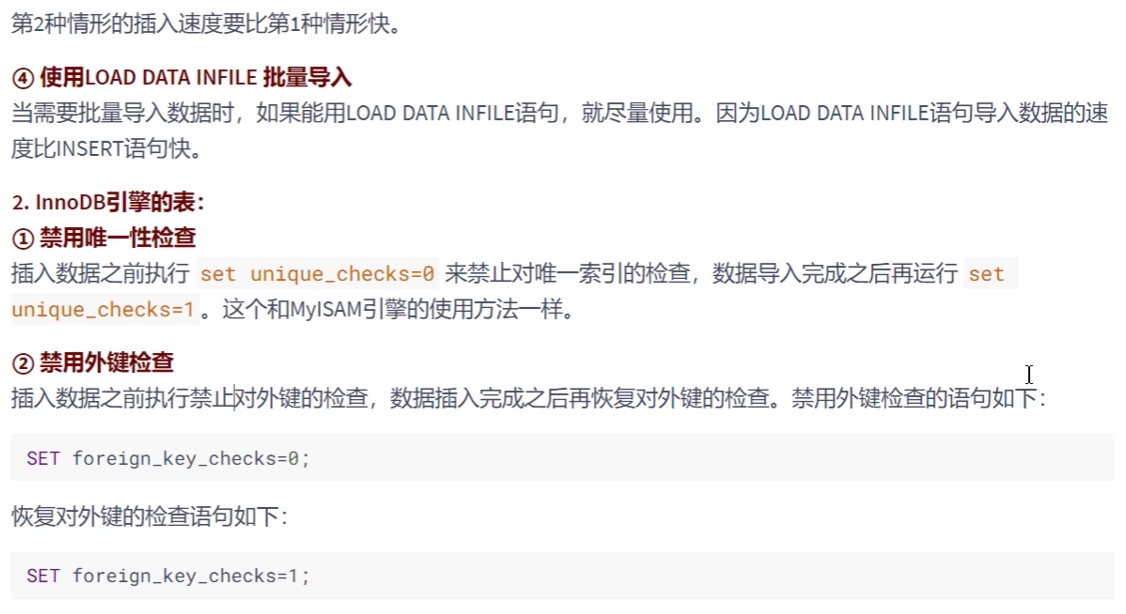 第2种情形的插入速度要比第1种情形快。
④ 使用LOAD DATA INFILE 批量导入
当需要批量导入数据时，如果能用LOAD DATA INFILE语句，就尽量使用。因为LOAD DATA INFILE语句导入数据的速
度比INSERT语句快。
2. InnoDB引擎的表：
① 禁用唯一性检查
插入数据之前执行 set unique_checks=0 来禁止对唯一索引的检查，数据导入完成之后再运行 set
unique_checks=1 。这个和MyISAM引擎的使用方法一样。
② 禁用外键检查
插入数据之前执行禁止对外键的检查，数据插入完成之后再恢复对外键的检查。禁用外键检查的语句如下：
SET foreign_key_checks=0;
恢复对外键的检查语句如下：
SET foreign_key_checks=1;